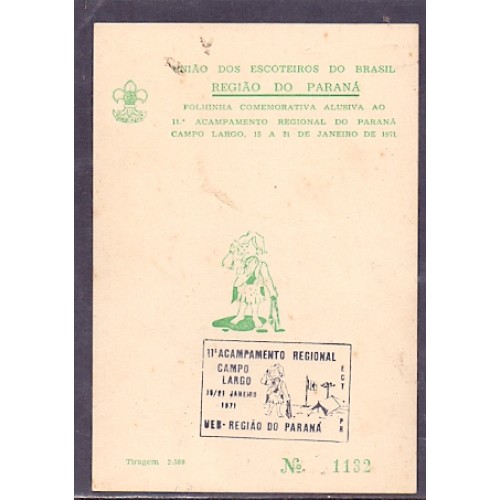 UNIÃO DOS ESCOTEIROS DO BRASIL
REGIÃO DO PARANÁ
FOLHINHA COMEMORATIVA ALUSIVA AO
11.º ACAMPAMENTO REGIONAL DO PARANÁ
CAMPO LARGO, 15 A 21 DE JANEIRO DE 1971
11º ACAMPAMENTO REGIONAL
CAMPO
LARGO
JANEIRO
1971
UEB - REGIÃO DO PARANÁ
ECT PR
Tiragem
Nº. 1132